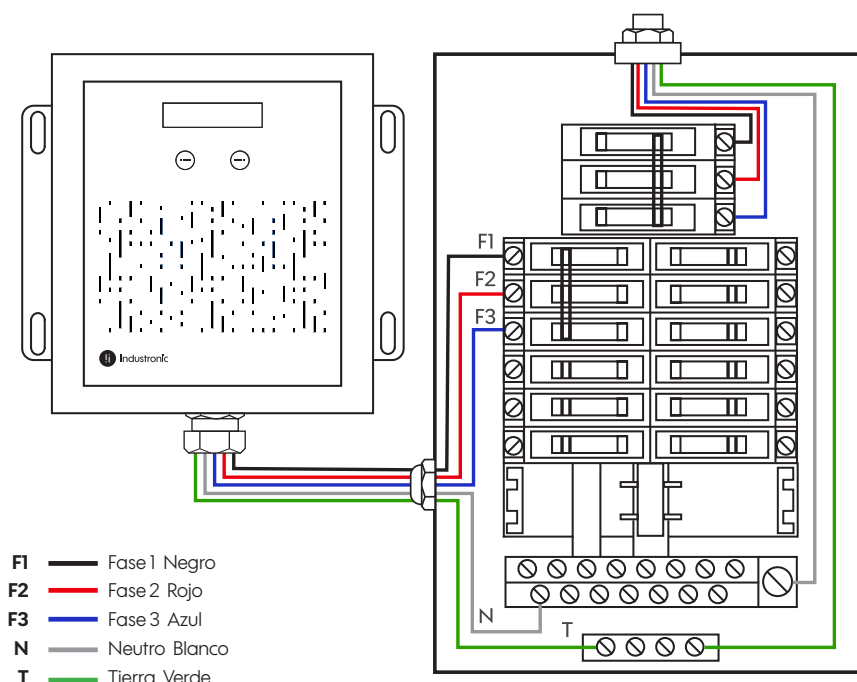 F1
F2
F3
Industronic
N
T
F1 Fase 1 Negro
F2 Fase 2 Rojo
F3 Fase 3 Azul
N Neutro Blanco
T Tierra Verde